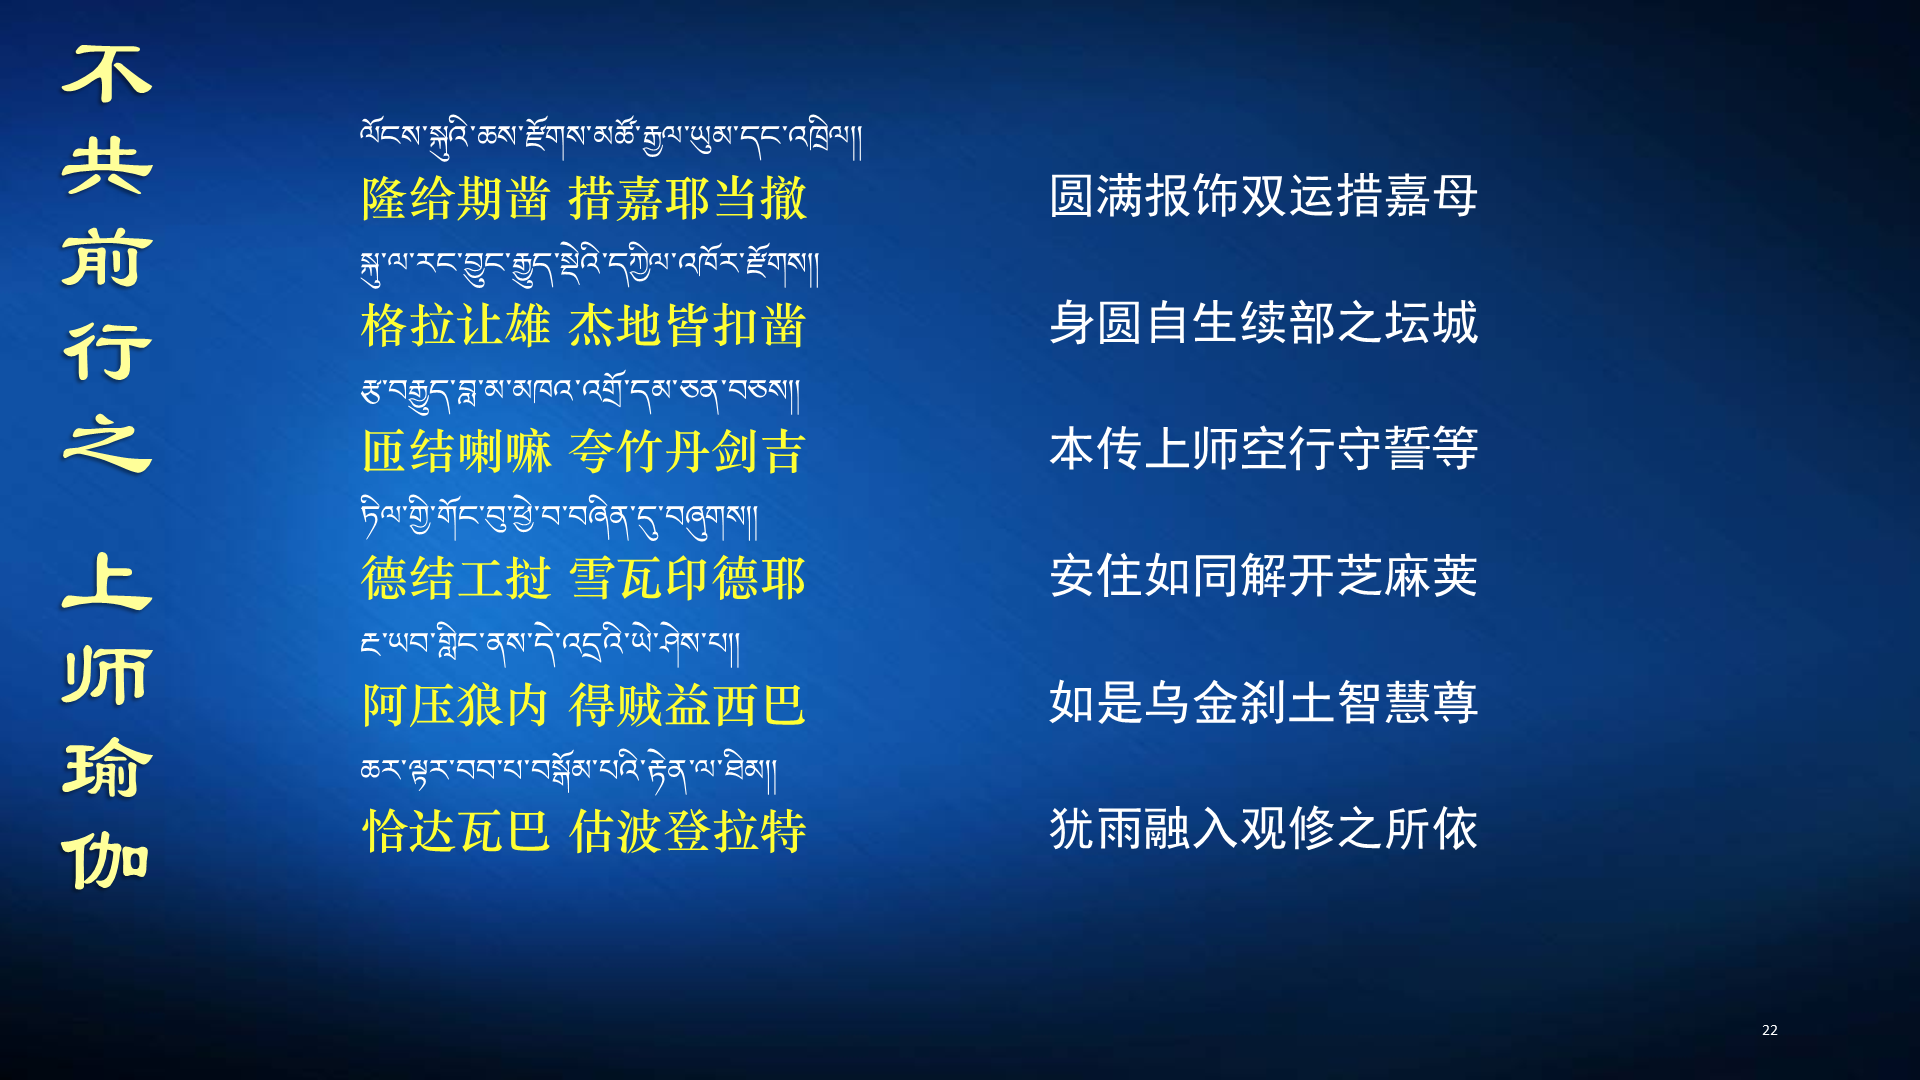 不共前行之 上师瑜伽
ལོངས་སྐུའི་ཆས་རྫོགས་མཚོ་རྒྱལ་ཡུམ་དང་འཁྲིལ།།
隆给期凿 措嘉耶当撤
圆满报饰双运措嘉母
སྐུ་ལ་རང་བྱུང་རྒྱུད་སྡེའི་དཀྱིལ་འཁོར་རྫོགས།།
格拉让雄 杰地皆扣凿
身圆自生续部之坛城
རྩ་བརྒྱུད་བླ་མ་མཁའ་འགྲོ་དམ་ཅན་བཅས།།
匝结喇嘛 夸竹丹剑吉
本传上师空行守誓等
ཏིལ་གྱི་གོང་བུ་ཕྱེ་བ་བཞིན་དུ་བཞུགས།།
德结工挝 雪瓦印德耶
安住如同解开芝麻荚
རྔ་ཡབ་གླིང་ནས་དེ་འདྲའི་ཡེ་ཤེས་པ།།
阿压狼内 得贼益西巴
如是乌金刹土智慧尊
ཆར་ལྟར་བབ་པ་བསྒོམ་པའི་རྟེན་ལ་ཐིམ།།
恰达瓦巴 估波登拉特
犹雨融入观修之所依
22